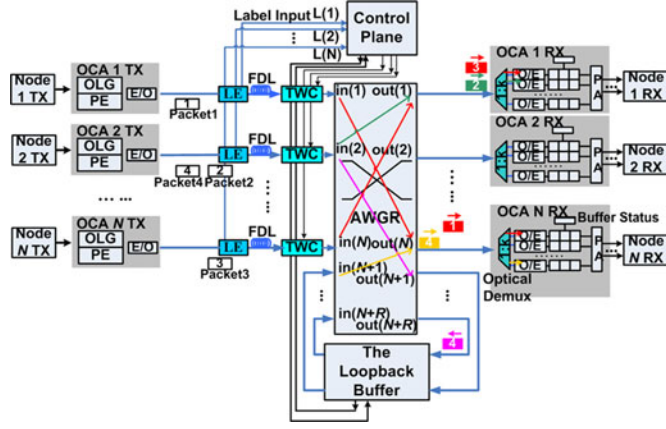 Label Input L(1)
L(2)
L(N)
Control
Plane
OCA 1 TX
Node
1 TX
OLG
PE
E/O
1
Packet1
LE
FDL
TWC
in(1) out(1)
3
2
OCA 1 RX
1:K
O/E
O/E
P
A
Node
1 RX
OCA 2 TX
Node
2 TX
OLG
PE
E/O
4
Packet4
2
Packet2
LE
FDL
TWC
in(2) out(2)
OCA 2 RX
1:K
O/E
O/E
P
A
Node
2 RX
AWGR
OCA N TX
Node
N TX
OLG
PE
E/O
3
Packet3
LE
FDL
TWC
in(N) out(N)
1
4
OCA N RX
Buffer Status
1:K
O/E
O/E
P
A
Node
N RX
Optical
Demux
in(N+1)
out(N+1)
in(N+R)
out(N+R)
4
The
Loopback
Buffer